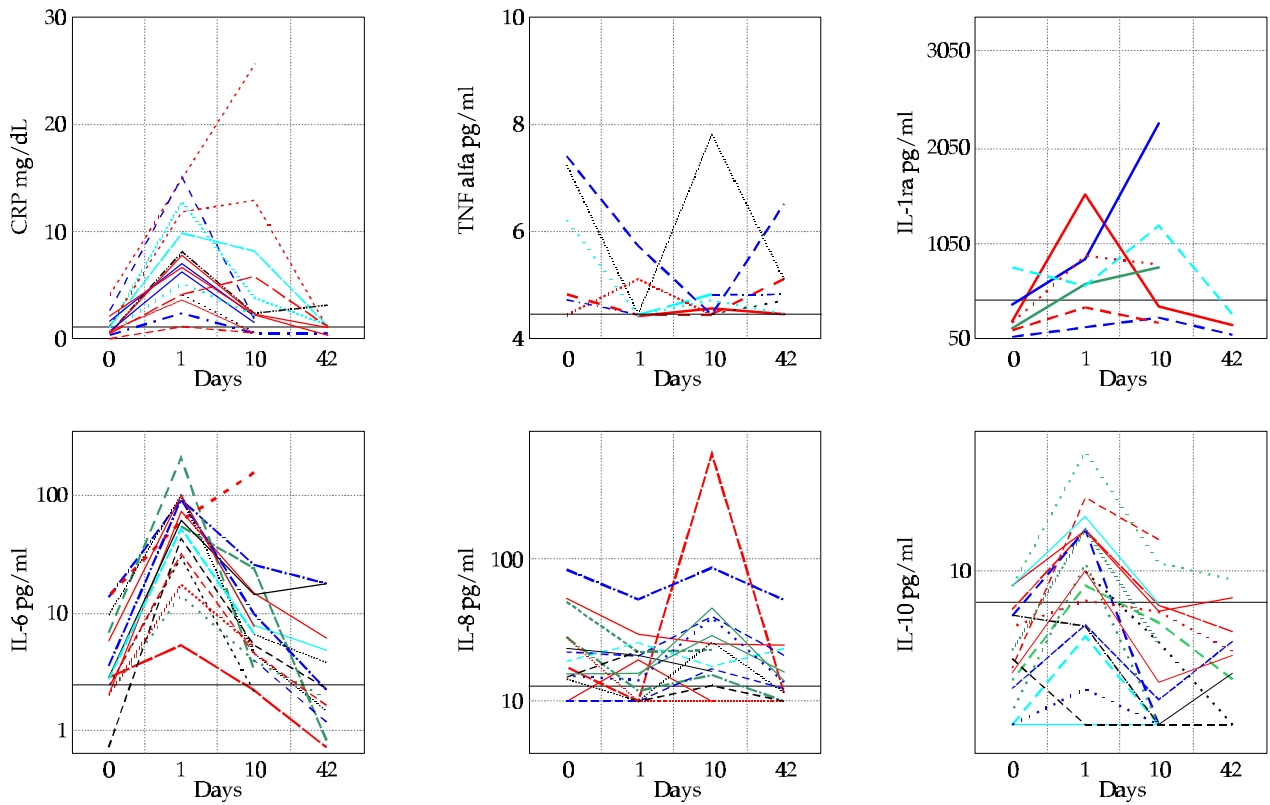 CRP mg/dL
30
20
10
0
0 1 10 42
Days
TNF alfa pg/ml
10
8
6
4
0 1 10 42
Days
IL-1ra pg/ml
3050
2050
1050
50
0 1 10 42
Days
IL-6 pg/ml
100
10
1
0 1 10 42
Days
IL-8 pg/ml
100
10
0 1 10 42
Days
IL-10 pg/ml
10
0 1 10 42
Days